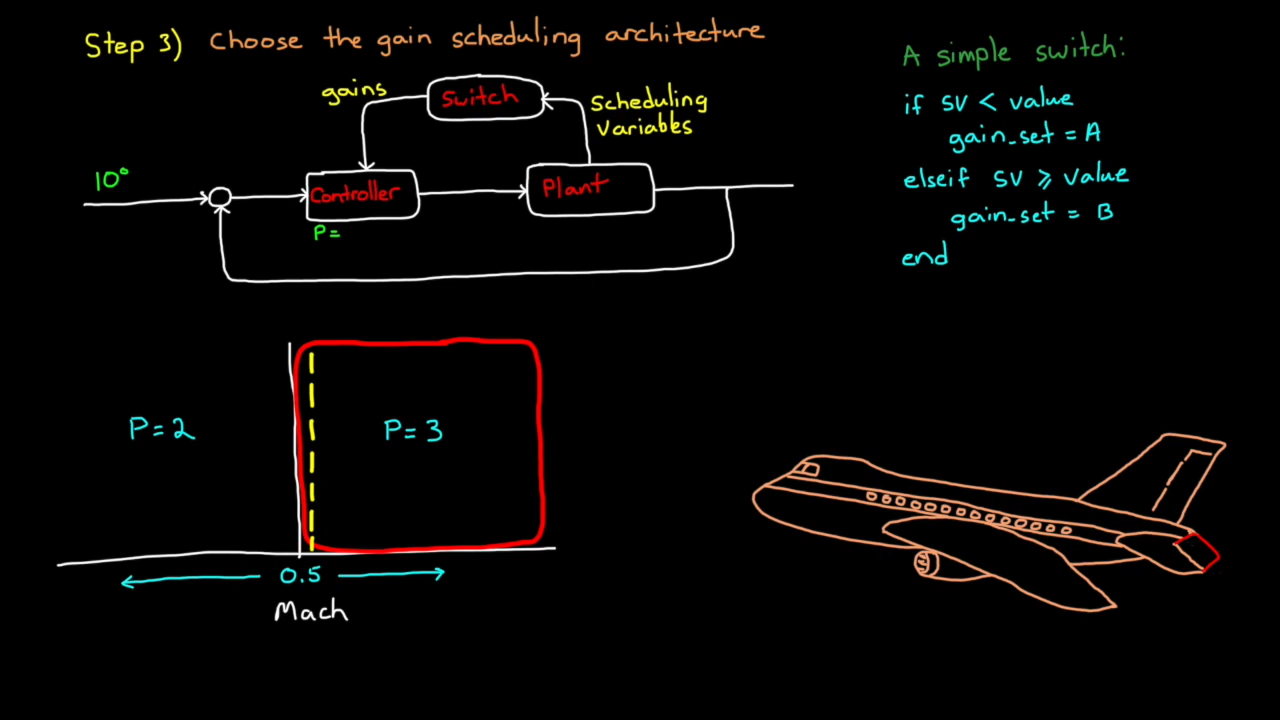 Step 3) Choose the gain scheduling architecture
gains
Switch
Scheduling
Variables
10°
Controller
Plant
P=
A simple switch:
if SV < value
gain_set = A
elseif SV ⩾ value
gain_set = B
end
P=2
P=3
0.5
Mach